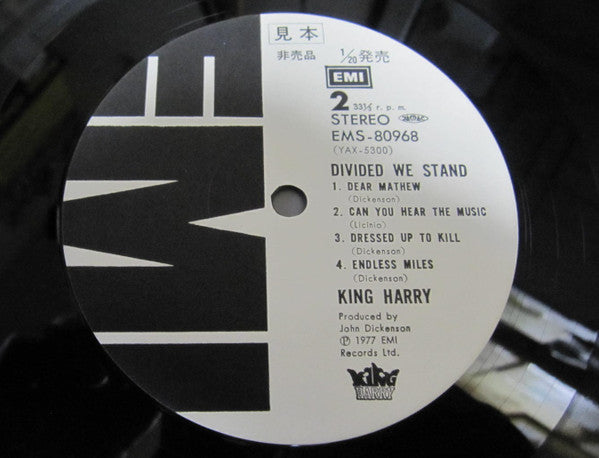 見本
非売品 1/20発売
EMI
2 33⅓ r. p. m.
STEREO
EMS-80968
(YAX-5300)
DIVIDED WE STAND
1. DEAR MATHEW
(Dickenson)
2. CAN YOU HEAR THE MUSIC
(Licinio)
3. DRESSED UP TO KILL
(Dickenson)
4. ENDLESS MILES
(Dickenson)
KING HARRY
Produced by
John Dickenson
Ⓟ 1977 EMI
Records Ltd.
KING
HARRY
EMI